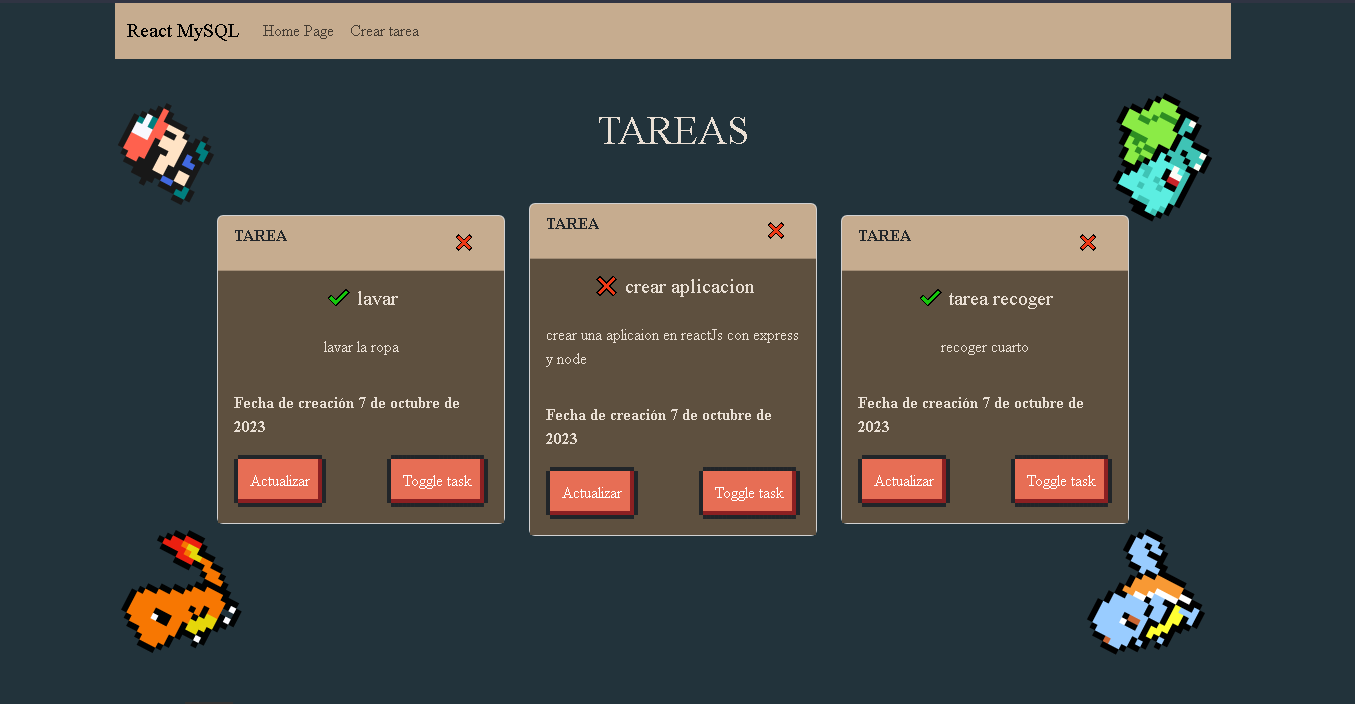 React MySQL Home Page Crear tarea
TAREAS
TAREA
lavar
lavar la ropa
Fecha de creación 7 de octubre de
2023
Actualizar Toggle task
TAREA
crear aplicacion
crear una aplicaion en reactJs con express
y node
Fecha de creación 7 de octubre de
2023
Actualizar Toggle task
TAREA
tarea recoger
recoger cuarto
Fecha de creación 7 de octubre de
2023
Actualizar Toggle task